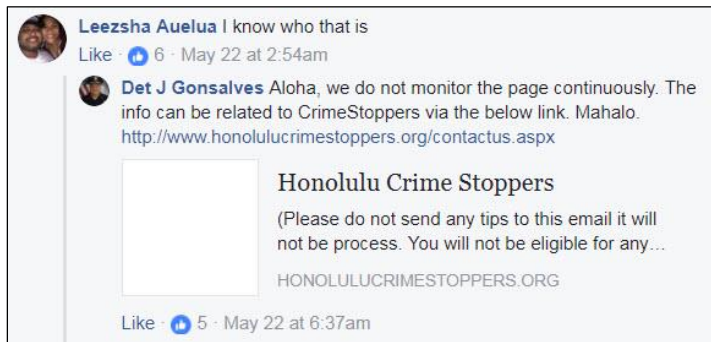 Leezsha Auelua I know who that is
Like · 6 · May 22 at 2:54am
Det J Gonsalves Aloha, we do not monitor the page continuously. The
info can be related to CrimeStoppers via the below link. Mahalo.
http://www.honolulucrimestoppers.org/contactus.aspx
Honolulu Crime Stoppers
(Please do not send any tips to this email it will
not be process. You will not be eligible for any…
HONOLULUCRIMESTOPPERS.ORG
Like · 5 · May 22 at 6:37am